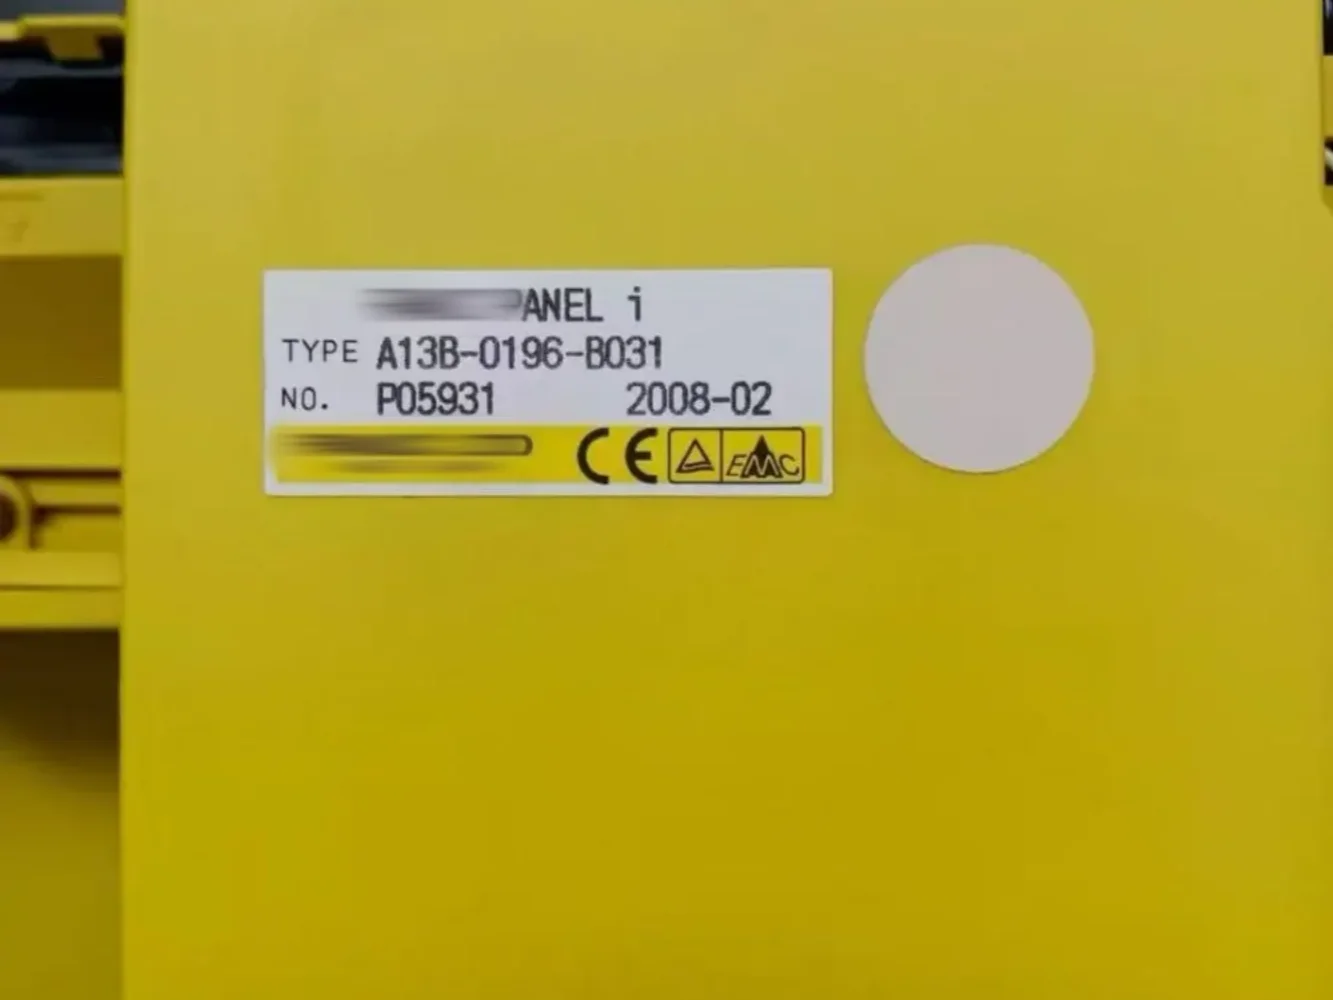 ANEL i
TYPE A13B-0196-B031
NO. P05931 2008-02
CE EMC